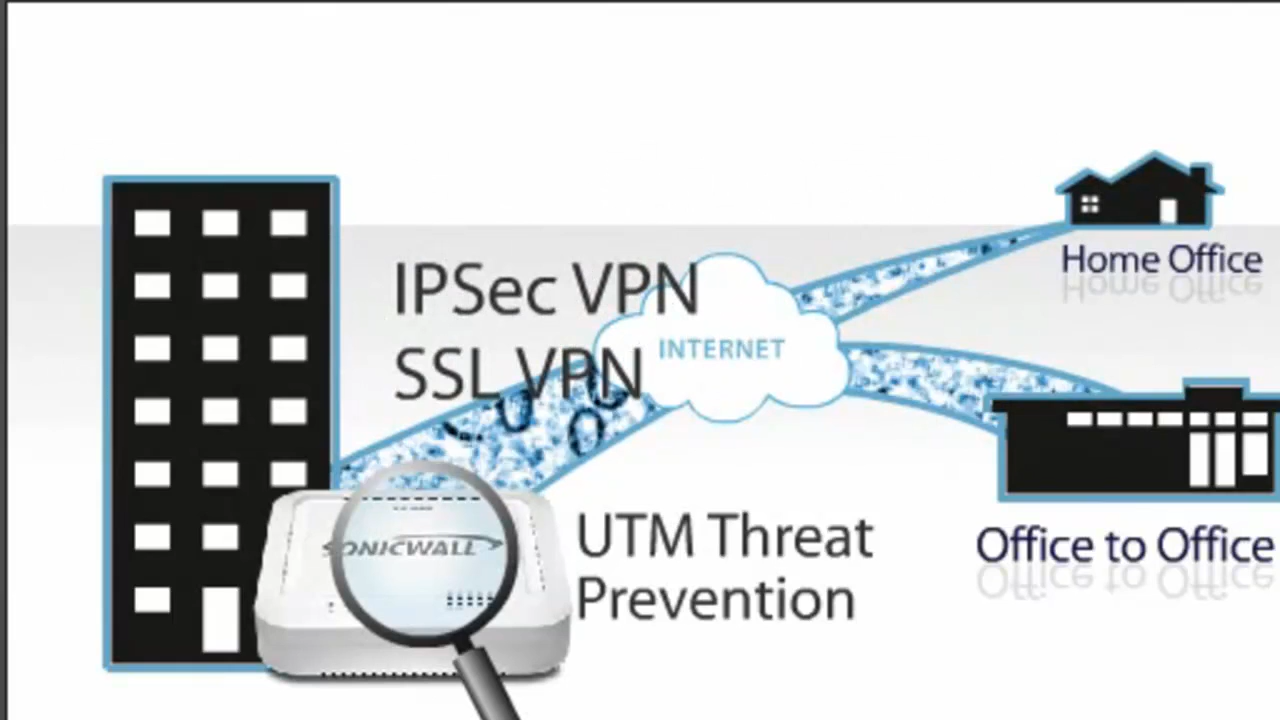 Home Office
IPSec VPN
INTERNET
SSL VPN
SONICWALL
UTM Threat
Prevention
Office to Office